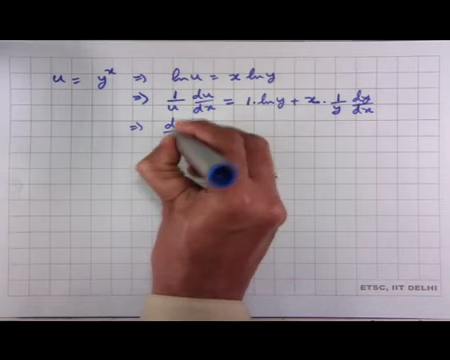 u = y^x ⇒ ln u = x ln y
⇒ 1/u du/dx = 1 · ln y + x · 1/y dy/dx
⇒ d
ETSC, IIT DELHI